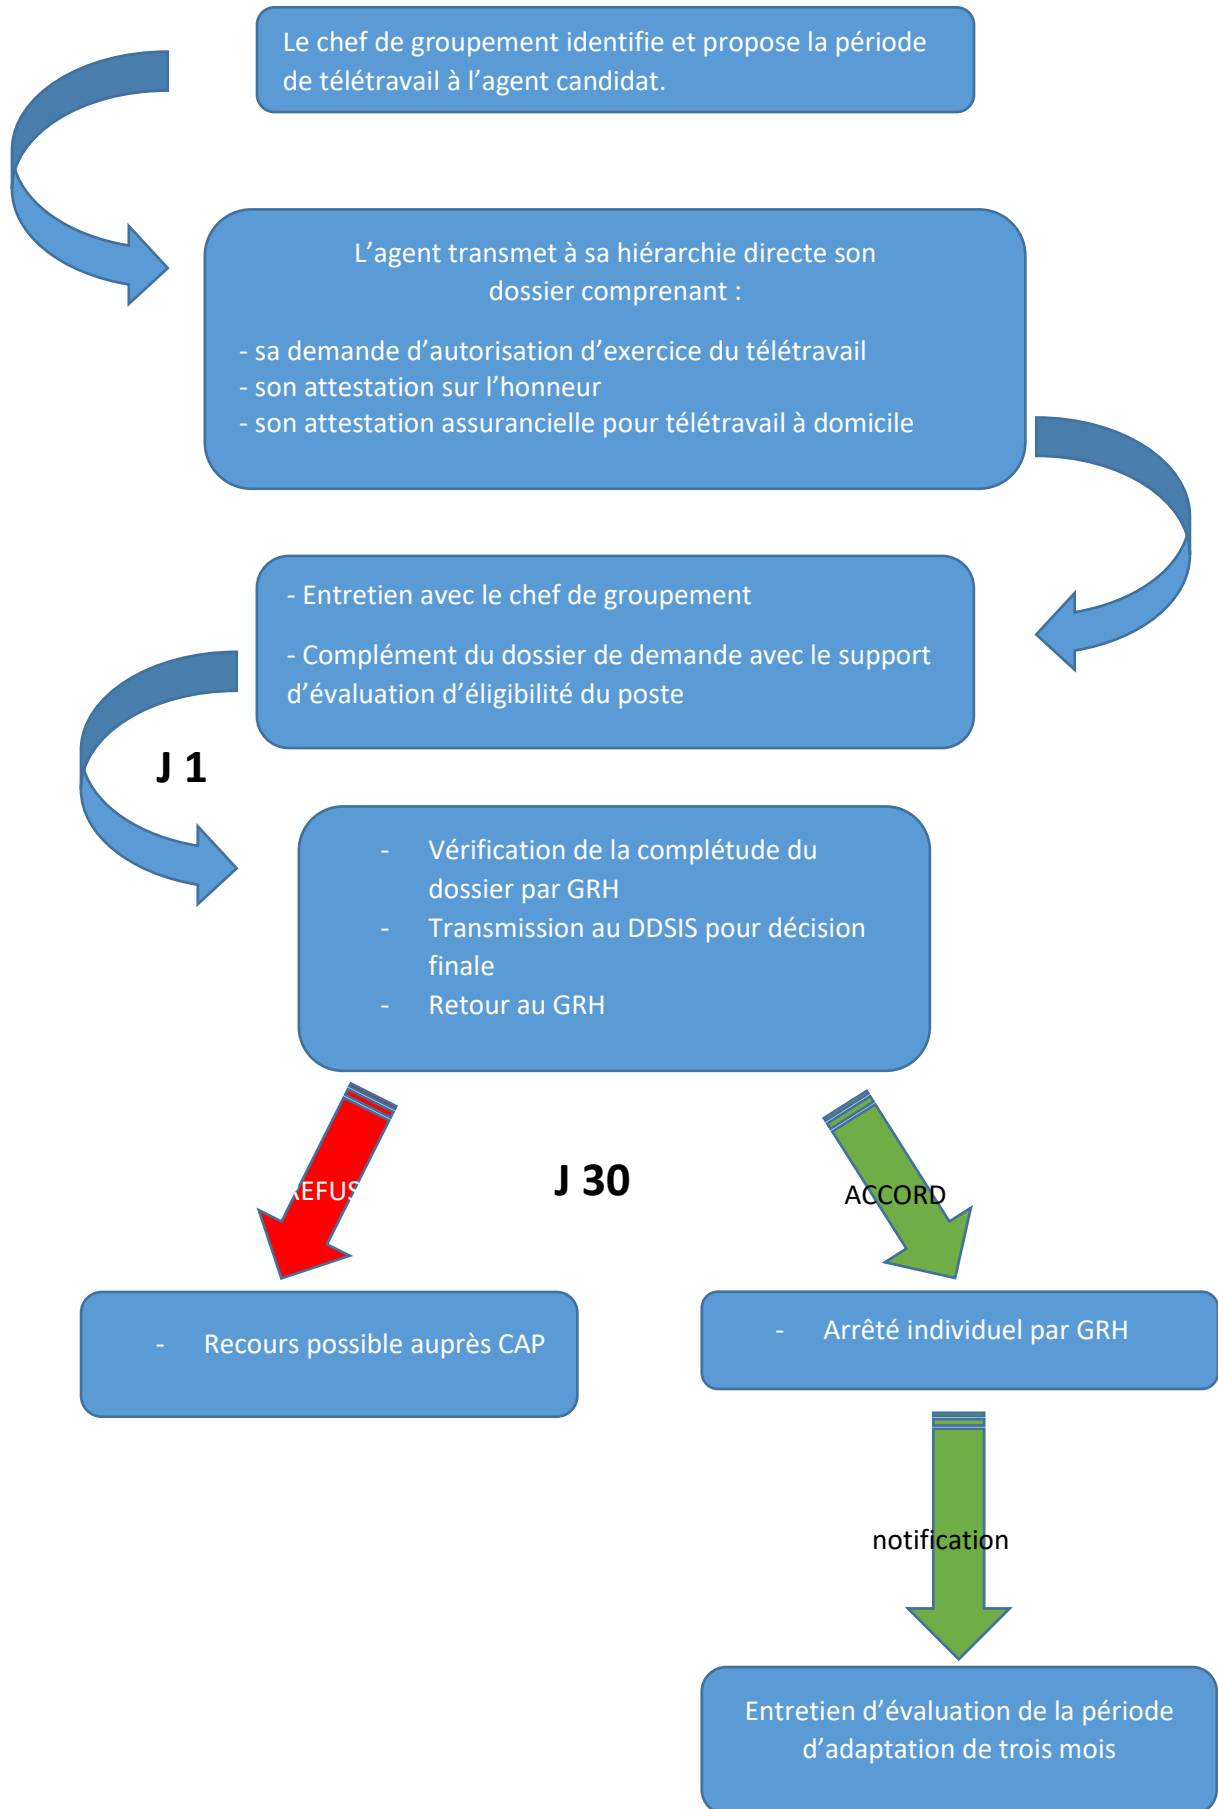 Le chef de groupement identifie et propose la période
de télétravail à l’agent candidat.
L’agent transmet à sa hiérarchie directe son
dossier comprenant :
- sa demande d’autorisation d’exercice du télétravail
- son attestation sur l’honneur
- son attestation assurancielle pour télétravail à domicile
- Entretien avec le chef de groupement
- Complément du dossier de demande avec le support
d’évaluation d’éligibilité du poste
J 1
- Vérification de la complétude du
dossier par GRH
- Transmission au DDSIS pour décision
finale
- Retour au GRH
REFUS
J 30
ACCORD
- Recours possible auprès CAP
- Arrêté individuel par GRH
notification
Entretien d’évaluation de la période
d’adaptation de trois mois